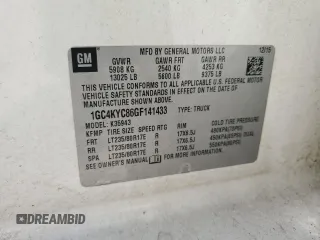 GM
MFD BY GENERAL MOTORS LLC 12/15
GVWR GAWR FRT GAWR RR
5908 KG 2540 KG 4253 KG
13025 LB 5600 LB 9375 LB
THIS VEHICLE CONFORMS TO ALL APPLICABLE U.S. FEDERAL MOTOR
VEHICLE SAFETY STANDARDS IN EFFECT ON THE DATE OF
MANUFACTURE SHOWN ABOVE.
1GC4KYC86GF141433 TYPE: TRUCK
MODEL: K35943
KFMP TIRE SIZE SPEED RTG RIM COLD TIRE PRESSURE
FRT LT235/80R17E R 17X6.5J
RR LT235/80R17E R 17X6.5J
SPA LT235/80R17E R 17X6.5J
SEE OWNER'S MANUAL FOR MORE INFORMATION.
© DREAMBID